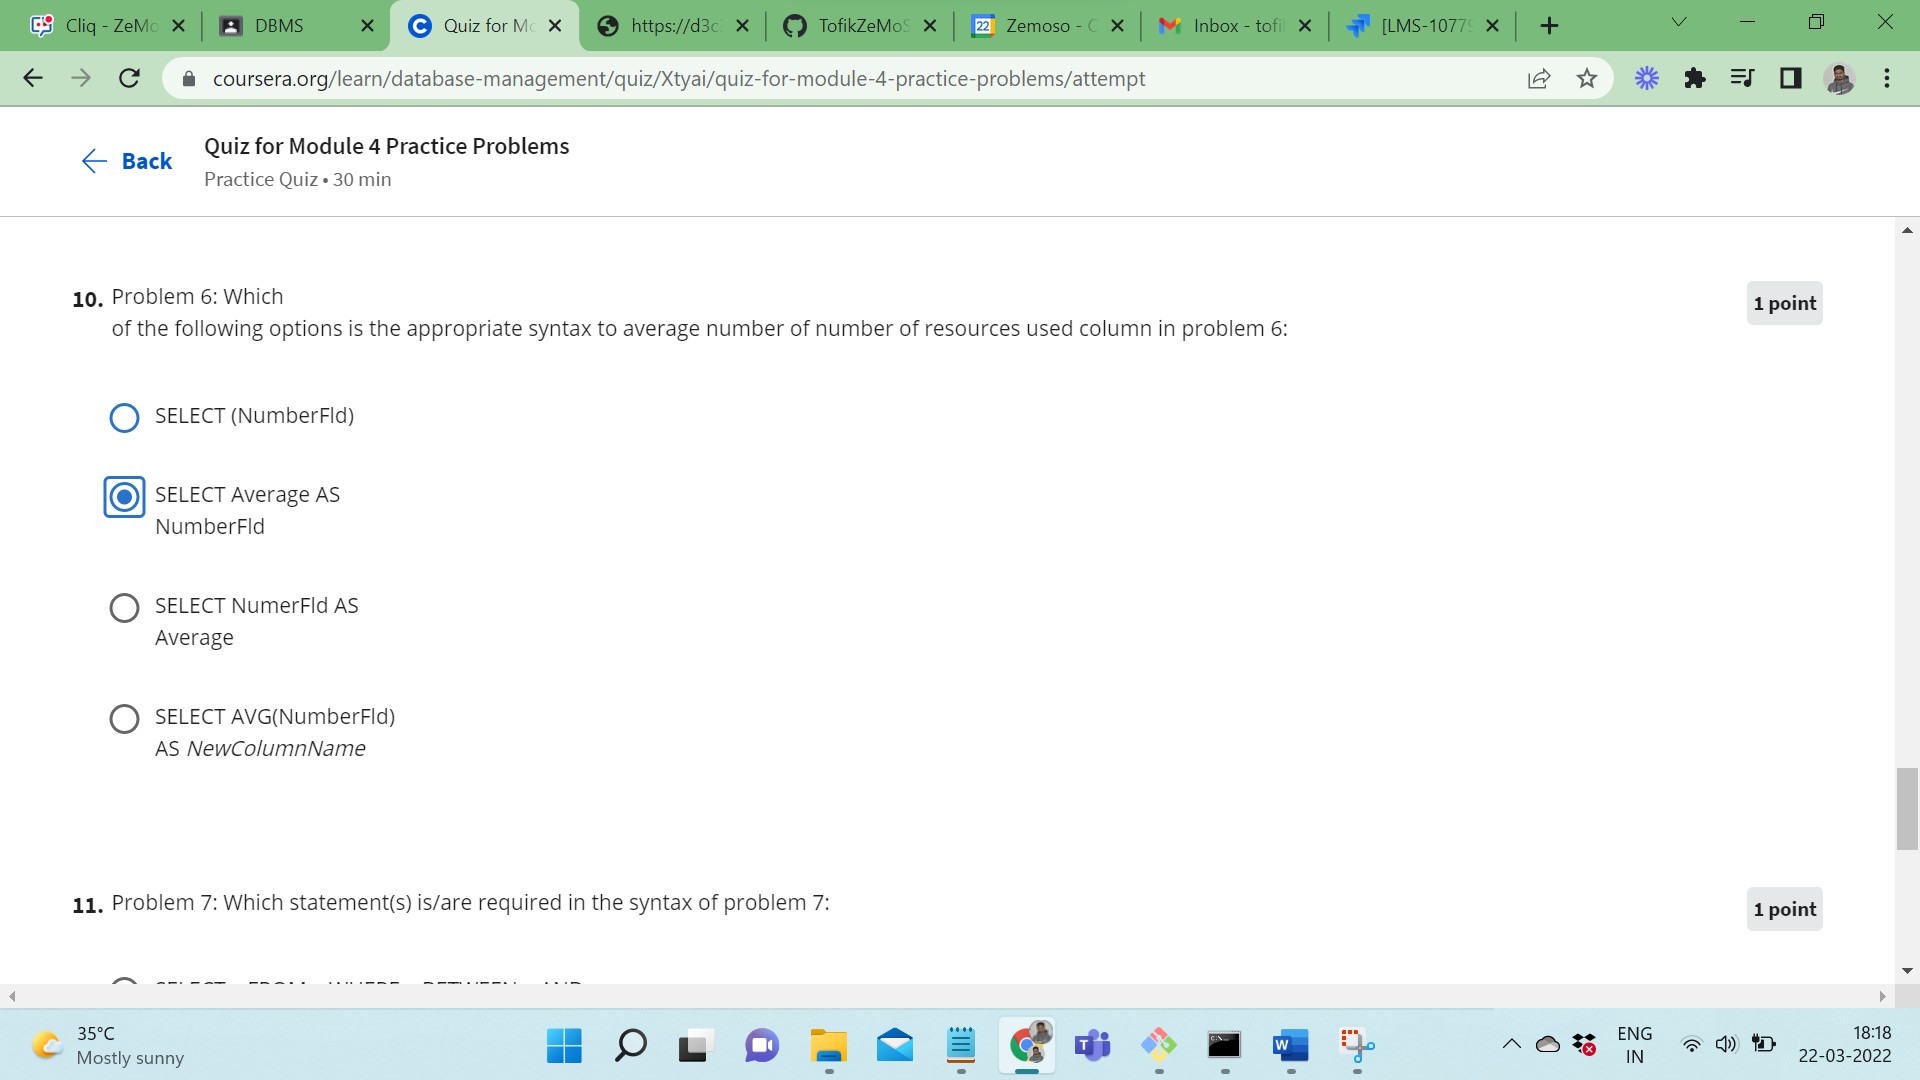 Cliq - ZeMo
DBMS
Quiz for Mo
https://d3c
TofikZeMoS
22
Zemoso - C
Inbox - tofi
[LMS-10779
coursera.org/learn/database-management/quiz/Xtyai/quiz-for-module-4-practice-problems/attempt
Back
Quiz for Module 4 Practice Problems
Practice Quiz • 30 min
10. Problem 6: Which
of the following options is the appropriate syntax to average number of number of resources used column in problem 6:
1 point
SELECT (NumberFld)
SELECT Average AS
NumberFld
SELECT NumerFld AS
Average
SELECT AVG(NumberFld)
AS NewColumnName
11. Problem 7: Which statement(s) is/are required in the syntax of problem 7:
1 point
35°C
Mostly sunny
ENG
IN
18:18
22-03-2022